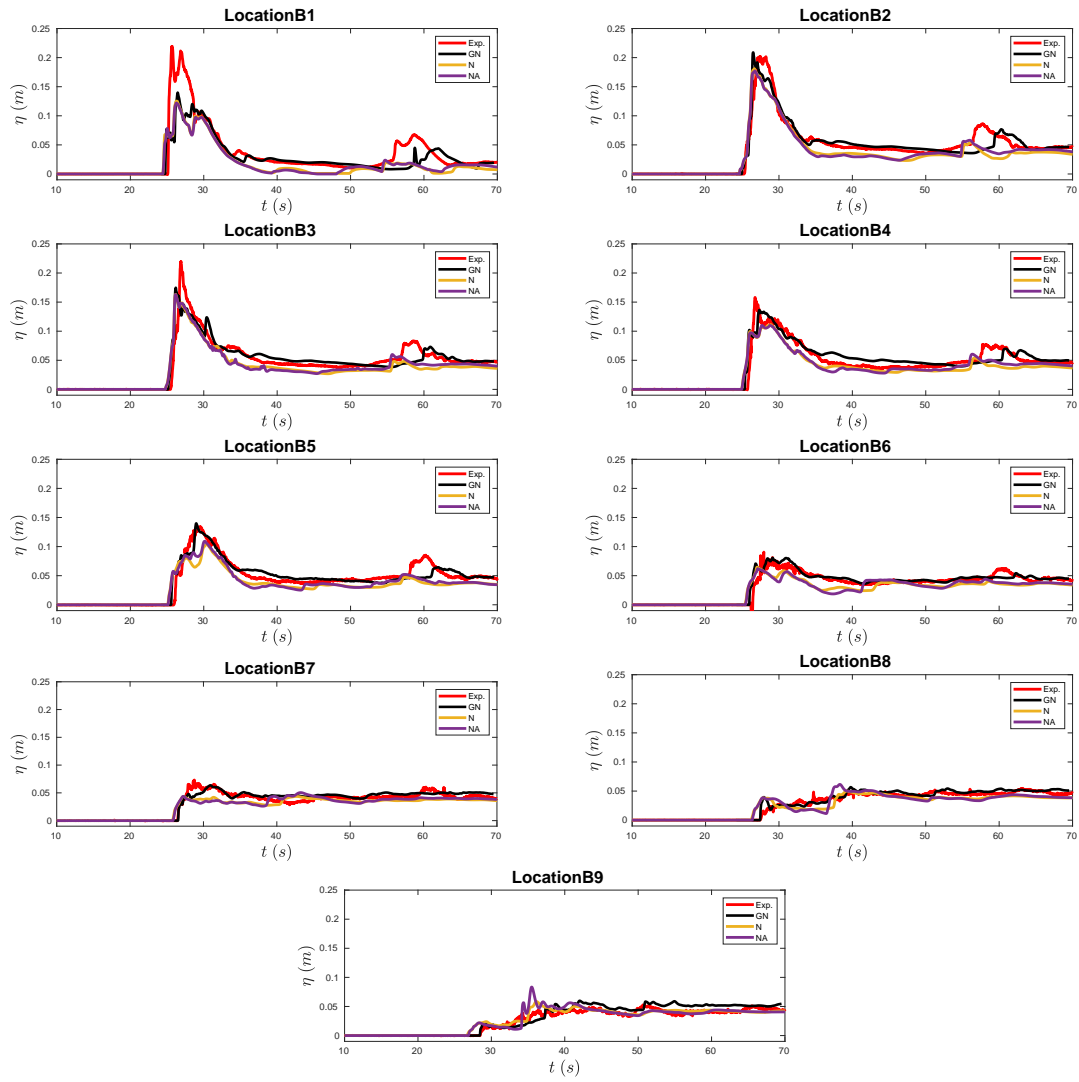 LocationB1
0.25
0.2
0.15
0.1
0.05
0
η (m)
Exp.
GN
N
NA
10 20 30 40 50 60 70
t (s)
LocationB2
0.25
0.2
0.15
0.1
0.05
0
η (m)
Exp.
GN
N
NA
10 20 30 40 50 60 70
t (s)
LocationB3
0.25
0.2
0.15
0.1
0.05
0
η (m)
Exp.
GN
N
NA
10 20 30 40 50 60 70
t (s)
LocationB4
0.25
0.2
0.15
0.1
0.05
0
η (m)
Exp.
GN
N
NA
10 20 30 40 50 60 70
t (s)
LocationB5
0.25
0.2
0.15
0.1
0.05
0
η (m)
Exp.
GN
N
NA
10 20 30 40 50 60 70
t (s)
LocationB6
0.25
0.2
0.15
0.1
0.05
0
η (m)
Exp.
GN
N
NA
10 20 30 40 50 60 70
t (s)
LocationB7
0.25
0.2
0.15
0.1
0.05
0
η (m)
Exp.
GN
N
NA
10 20 30 40 50 60 70
t (s)
LocationB8
0.25
0.2
0.15
0.1
0.05
0
η (m)
Exp.
GN
N
NA
10 20 30 40 50 60 70
t (s)
LocationB9
0.25
0.2
0.15
0.1
0.05
0
η (m)
Exp.
GN
N
NA
10 20 30 40 50 60 70
t (s)